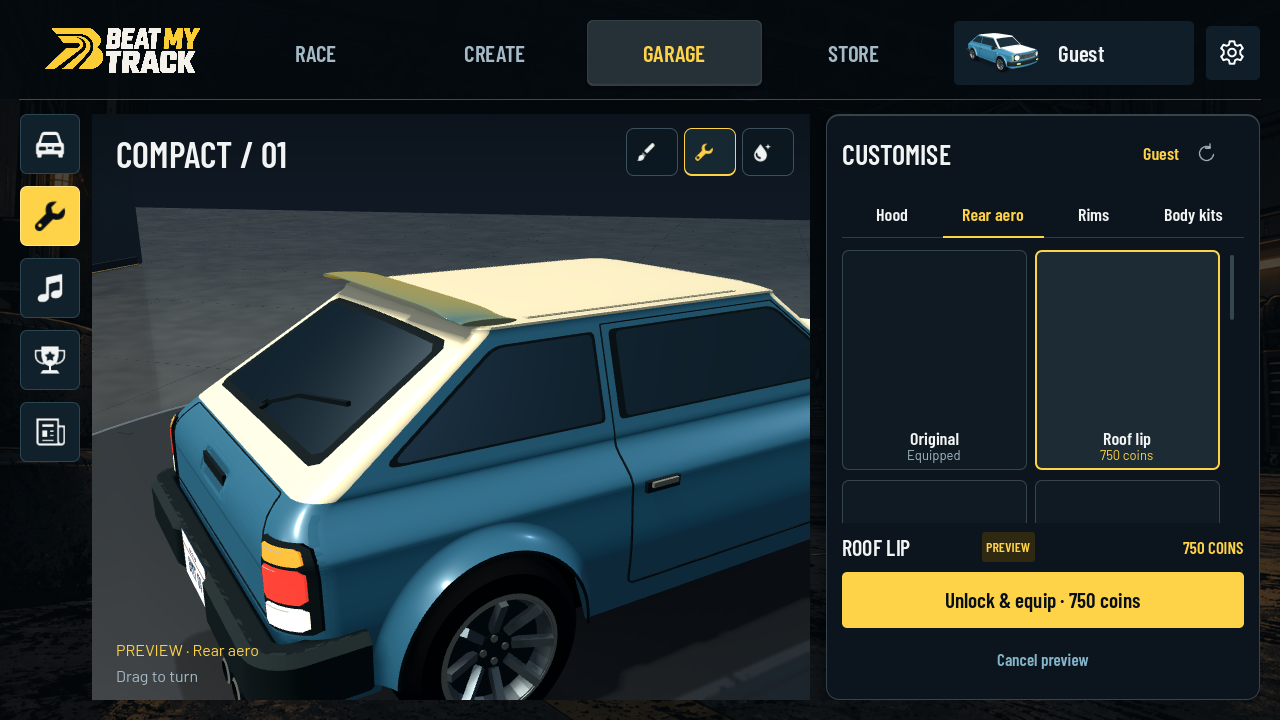 BEAT MY
TRACK
RACE
CREATE
GARAGE
STORE
Guest
COMPACT / 01
CUSTOMISE
Guest
Hood
Rear aero
Rims
Body kits
Original
Equipped
Roof lip
750 coins
ROOF LIP
PREVIEW
750 COINS
Unlock & equip · 750 coins
Cancel preview
PREVIEW · Rear aero
Drag to turn